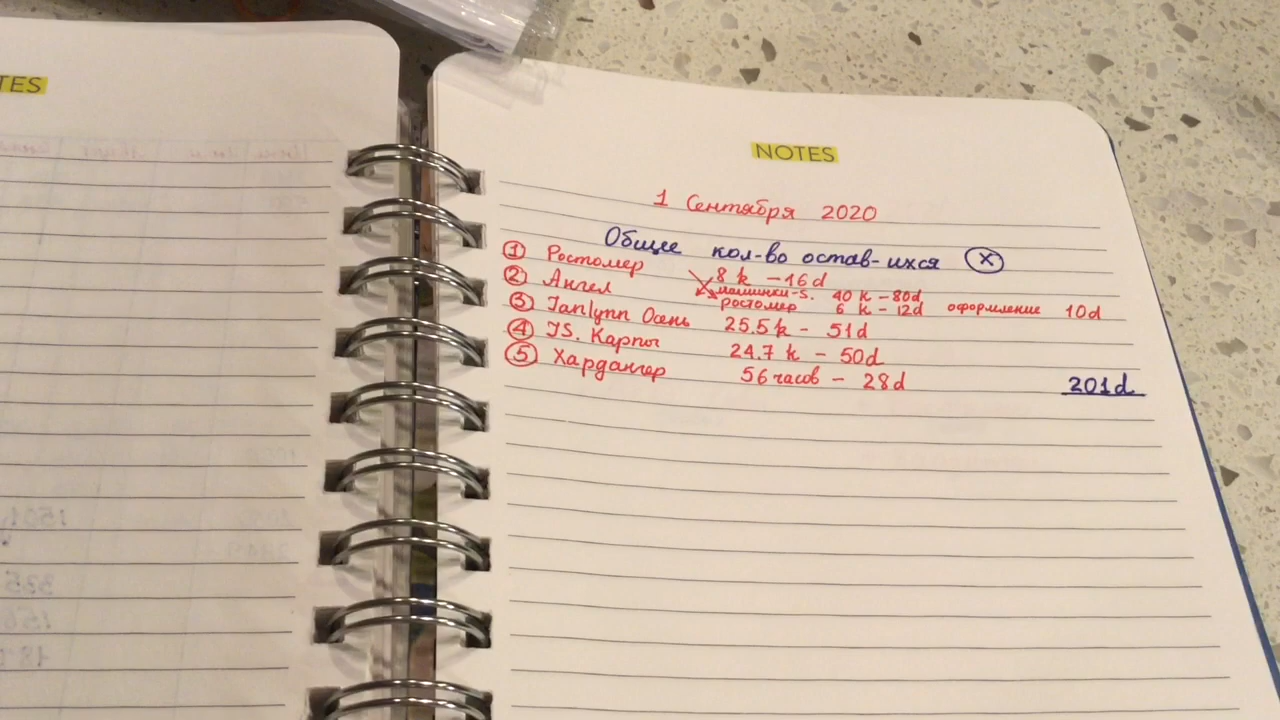 TES
NOTES
1 Сентября 2020
Общее кол-во остав-ихся X
1 Ростомер 8 k - 16d
2 Ангел машинки-S. 40 k - 80d
ростомер 6 k - 12d оформление 10d
3 Janlynn Осень 25.5 k - 51d
4 JS. Карпы 24.7 k - 50d
5 Хардангер 56 часов - 28d
201d